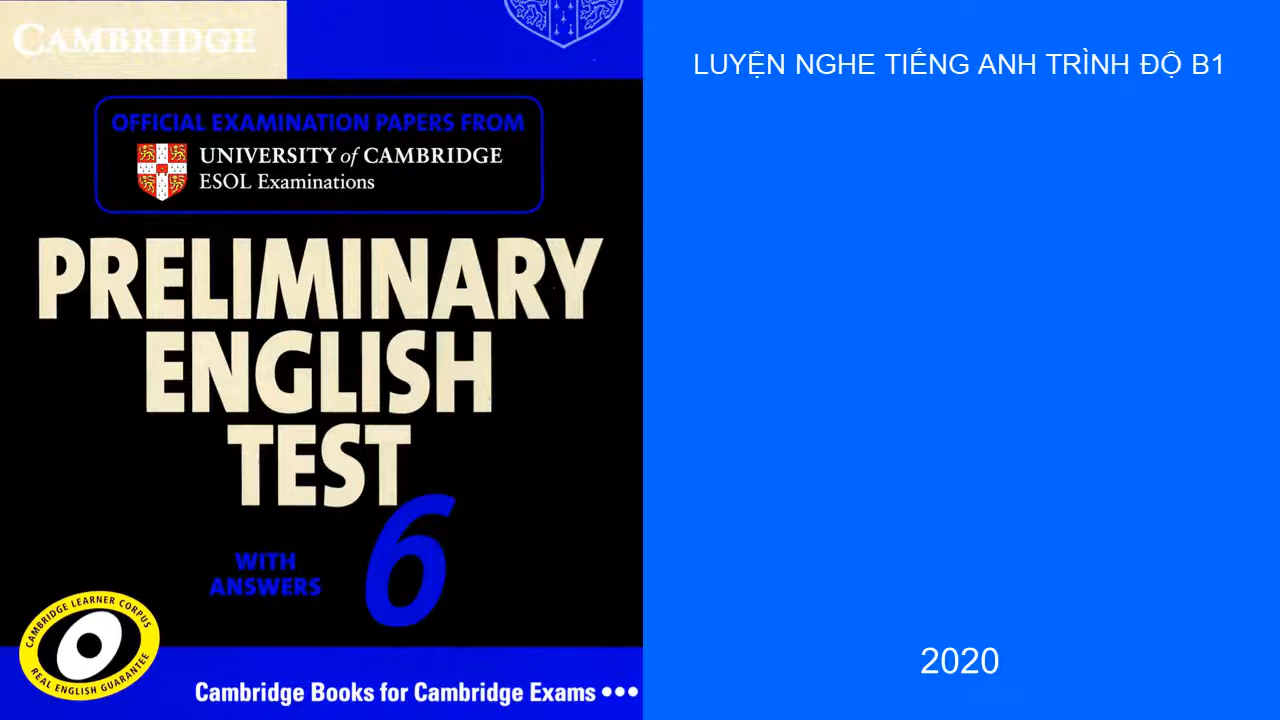 CAMBRIDGE
OFFICIAL EXAMINATION PAPERS FROM
UNIVERSITY of CAMBRIDGE
ESOL Examinations
PRELIMINARY
ENGLISH
TEST
6
WITH
ANSWERS
CAMBRIDGE LEARNER CORPUS
REAL ENGLISH GUARANTEE
Cambridge Books for Cambridge Exams •••
LUYỆN NGHE TIẾNG ANH TRÌNH ĐỘ B1
2020